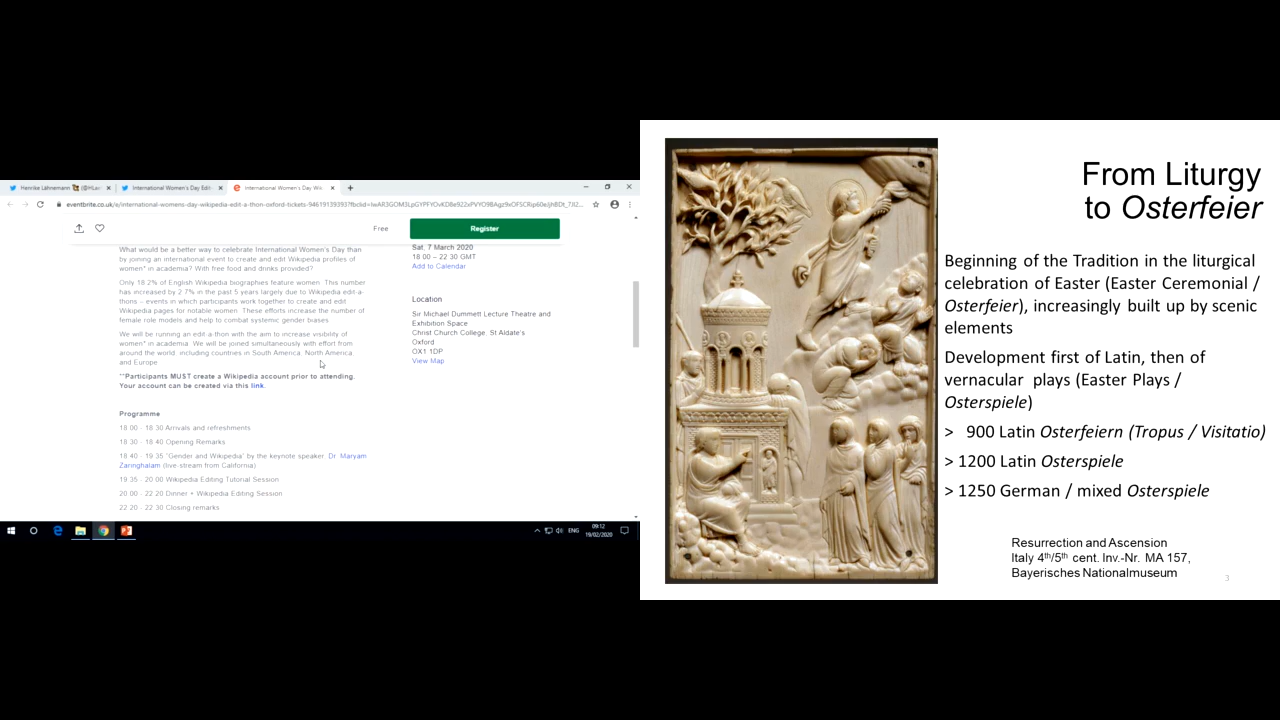 Henrike Lähnemann
International Women's Day Edit
International Women's Day Wik
eventbrite.co.uk/e/international-womens-day-wikipedia-edit-a-thon-oxford-tickets-
Free
Register
What would be a better way to celebrate International Women's Day than
by joining an international event to create and edit Wikipedia profiles of
women* in academia? With free food and drinks provided?
Only 18.2% of English Wikipedia biographies feature women. This number
has increased by 2.7% in the past 5 years largely due to Wikipedia edit-a-
thons – events in which participants work together to create and edit
Wikipedia pages for notable women. These efforts increase the number of
female role models and help to combat systemic gender biases.
We will be running an edit-a-thon with the aim to increase visibility of
women* in academia. We will be joined simultaneously with effort from
around the world, including countries in South America, North America
and Europe.
**Participants MUST create a Wikipedia account prior to attending.
Your account can be created via this link.
Programme
18:00 - 18:30 Arrivals and refreshments
18:30 - 18:40 Opening Remarks
18:40 - 19:35 "Gender and Wikipedia" by the keynote speaker, Dr. Maryam
Zaringhalam (live-stream from California)
19:35 - 20:00 Wikipedia Editing Tutorial Session
20:00 - 22:20 Dinner + Wikipedia Editing Session
22:20 - 22:30 Closing remarks
Sat, 7 March 2020
18:00 – 22:30 GMT
Add to Calendar
Location
Sir Michael Dummett Lecture Theatre and
Exhibition Space
Christ Church College, St Aldate's
Oxford
OX1 1DP
View Map
ENG
09:12
19/02/2020
From Liturgy
to Osterfeier
Beginning of the Tradition in the liturgical
celebration of Easter (Easter Ceremonial /
Osterfeier), increasingly built up by scenic
elements
Development first of Latin, then of
vernacular plays (Easter Plays /
Osterspiele)
> 900 Latin Osterfeiern (Tropus / Visitatio)
> 1200 Latin Osterspiele
> 1250 German / mixed Osterspiele
Resurrection and Ascension
Italy 4th/5th cent. Inv.-Nr. MA 157,
Bayerisches Nationalmuseum
3